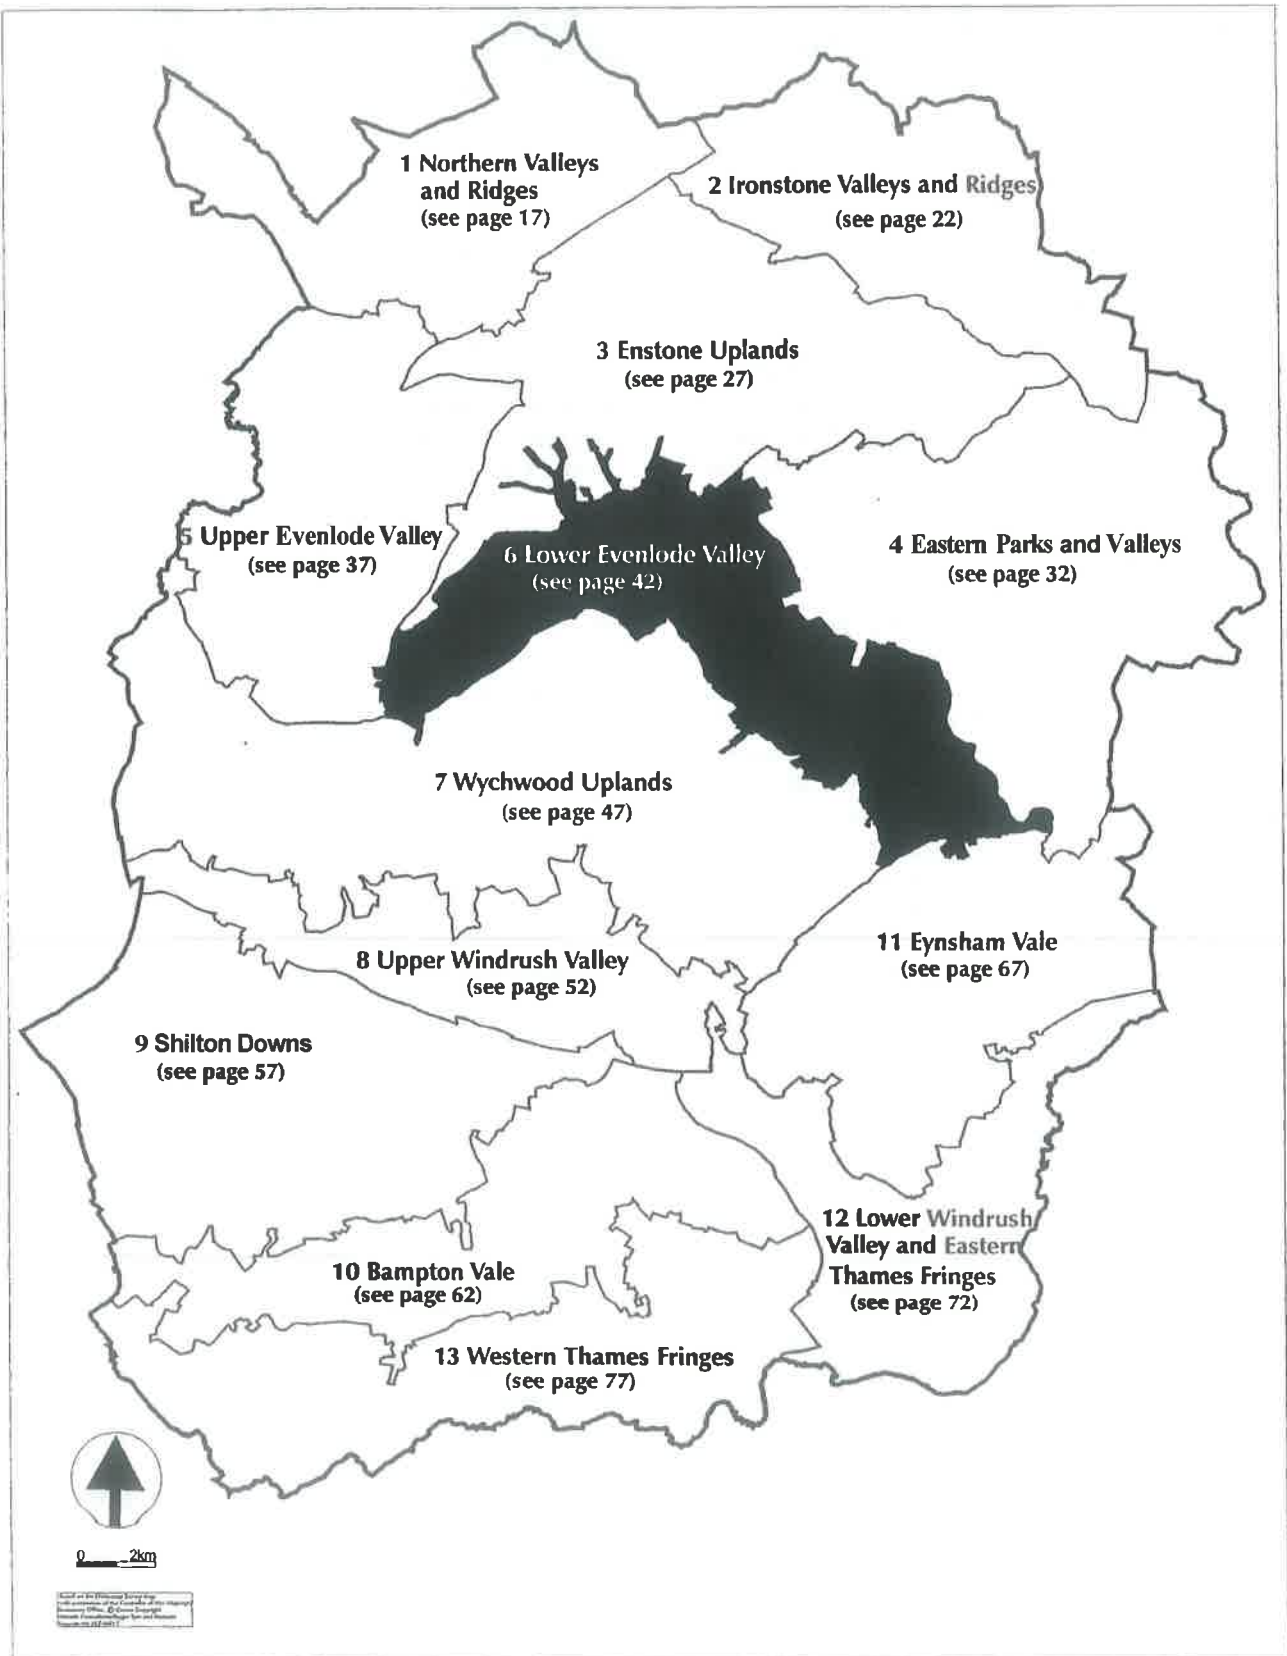 1 Northern Valleys
and Ridges
(see page 17)
2 Ironstone Valleys and Ridges
(see page 22)
3 Enstone Uplands
(see page 27)
5 Upper Evenlode Valley
(see page 37)
6 Lower Evenlode Valley
(see page 42)
4 Eastern Parks and Valleys
(see page 32)
7 Wychwood Uplands
(see page 47)
8 Upper Windrush Valley
(see page 52)
11 Eynsham Vale
(see page 67)
9 Shilton Downs
(see page 57)
12 Lower Windrush
Valley and Eastern
Thames Fringes
(see page 72)
10 Bampton Vale
(see page 62)
13 Western Thames Fringes
(see page 77)
0 2km